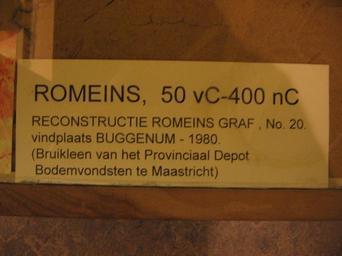 ROMEINS, 50 vC-400 nC
RECONSTRUCTIE ROMEINS GRAF , No. 20.
vindplaats BUGGENUM - 1980.
(Bruikleen van het Provinciaal Depot
Bodemvondsten te Maastricht)